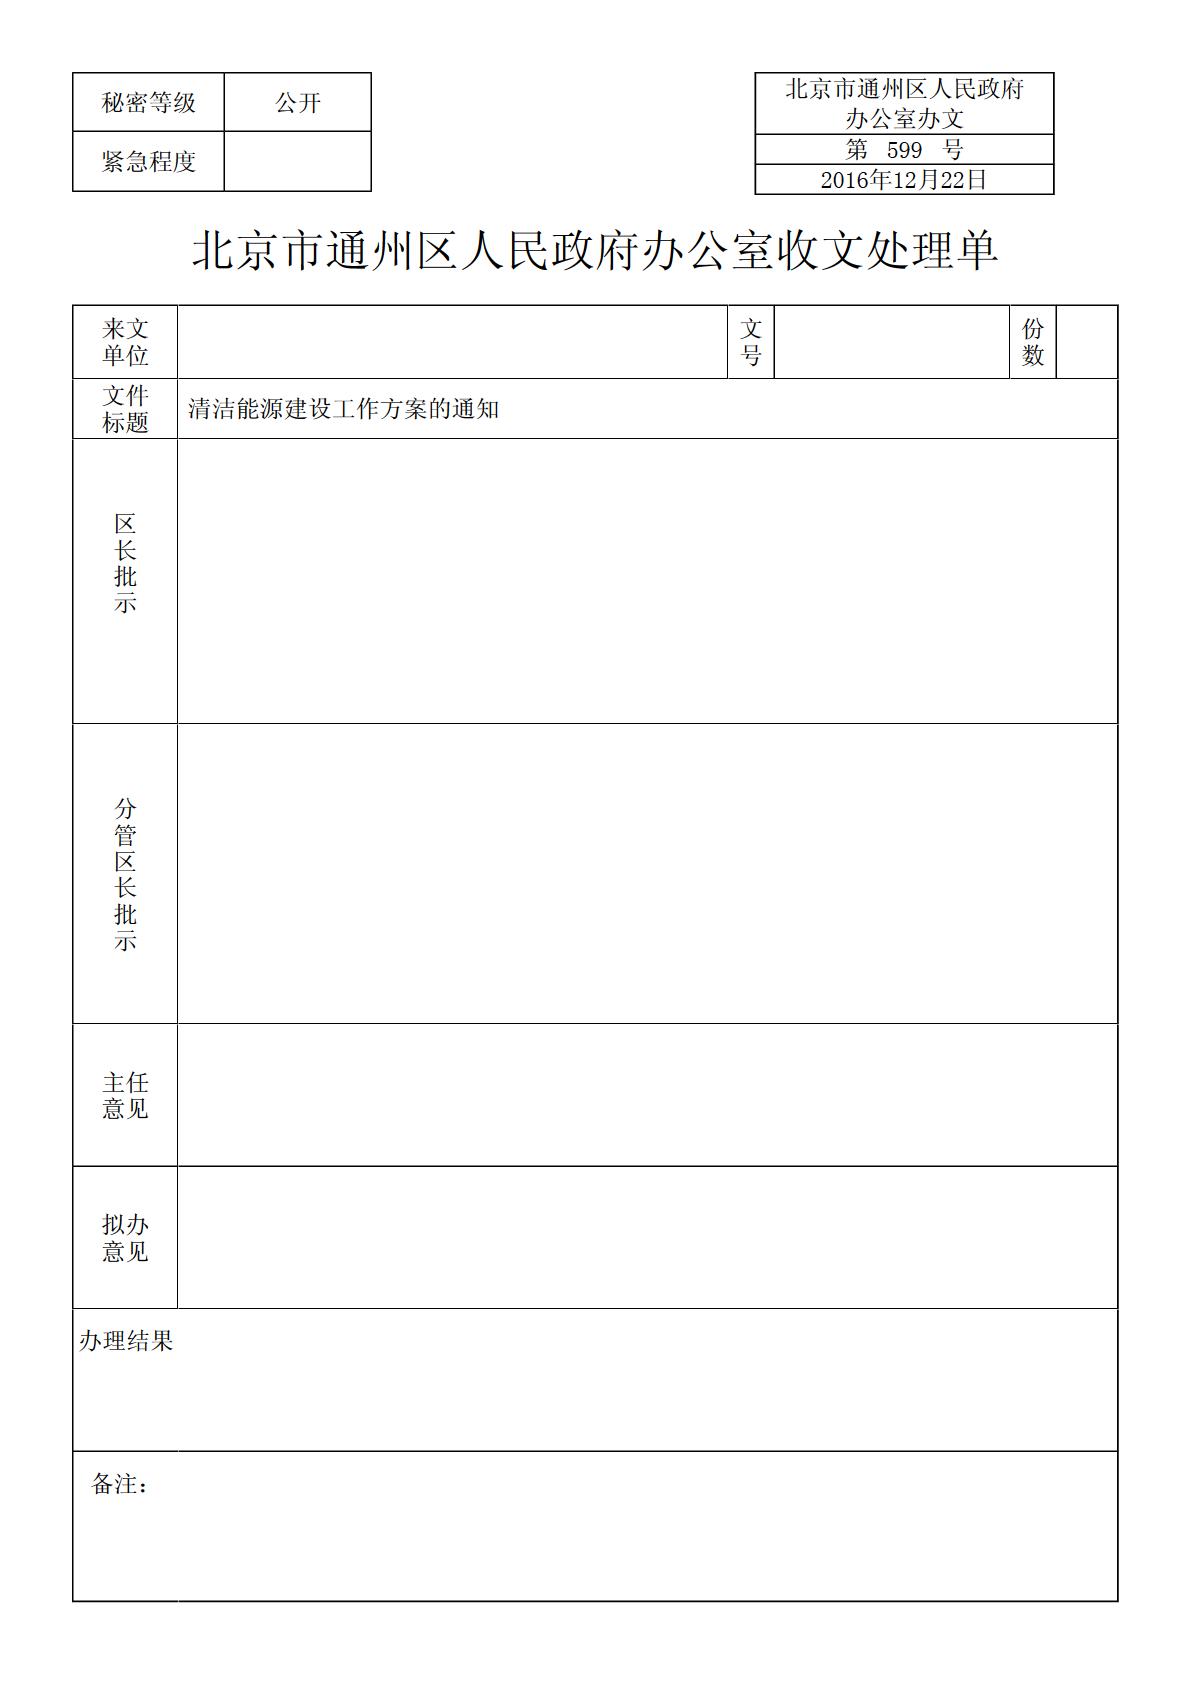 秘密等级 公开
紧急程度
北京市通州区人民政府
办公室办文
第 599 号
2016年12月22日
北京市通州区人民政府办公室收文处理单
来文
单位
文
号
份
数
文件
标题
清洁能源建设工作方案的通知
区
长
批
示
分
管
区
长
批
示
主任
意见
拟办
意见
办理结果
备注：